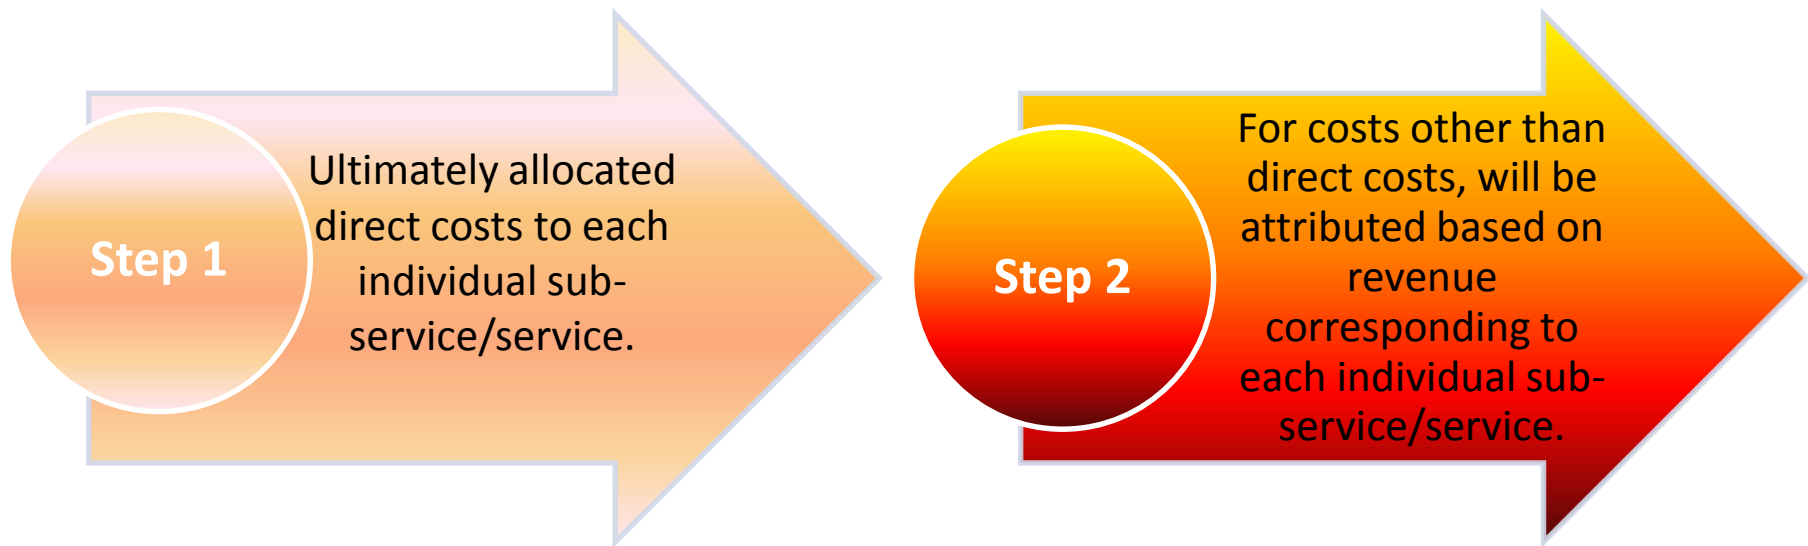 Step 1
Ultimately allocated
direct costs to each
individual sub-
service/service.
Step 2
For costs other than
direct costs, will be
attributed based on
revenue
corresponding to
each individual sub-
service/service.